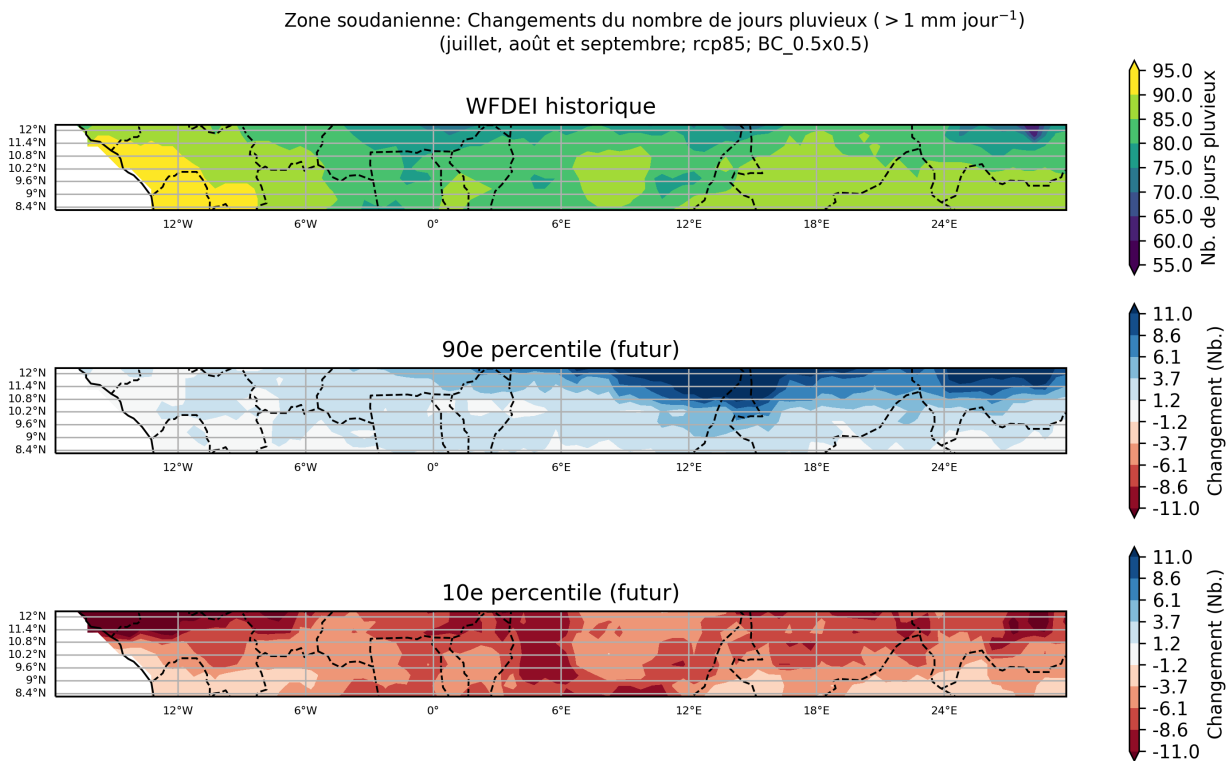 Zone soudanienne: Changements du nombre de jours pluvieux ( > 1 mm jour⁻¹)
(juillet, août et septembre; rcp85; BC_0.5x0.5)
WFDEI historique
12°N
11.4°N
10.8°N
10.2°N
9.6°N
9°N
8.4°N
12°W
6°W
0°
6°E
12°E
18°E
24°E
95.0
90.0
85.0
80.0
75.0
70.0
65.0
60.0
55.0
Nb. de jours pluvieux
90e percentile (futur)
12°N
11.4°N
10.8°N
10.2°N
9.6°N
9°N
8.4°N
12°W
6°W
0°
6°E
12°E
18°E
24°E
11.0
8.6
6.1
3.7
1.2
-1.2
-3.7
-6.1
-8.6
-11.0
Changement (Nb.)
10e percentile (futur)
12°N
11.4°N
10.8°N
10.2°N
9.6°N
9°N
8.4°N
12°W
6°W
0°
6°E
12°E
18°E
24°E
11.0
8.6
6.1
3.7
1.2
-1.2
-3.7
-6.1
-8.6
-11.0
Changement (Nb.)